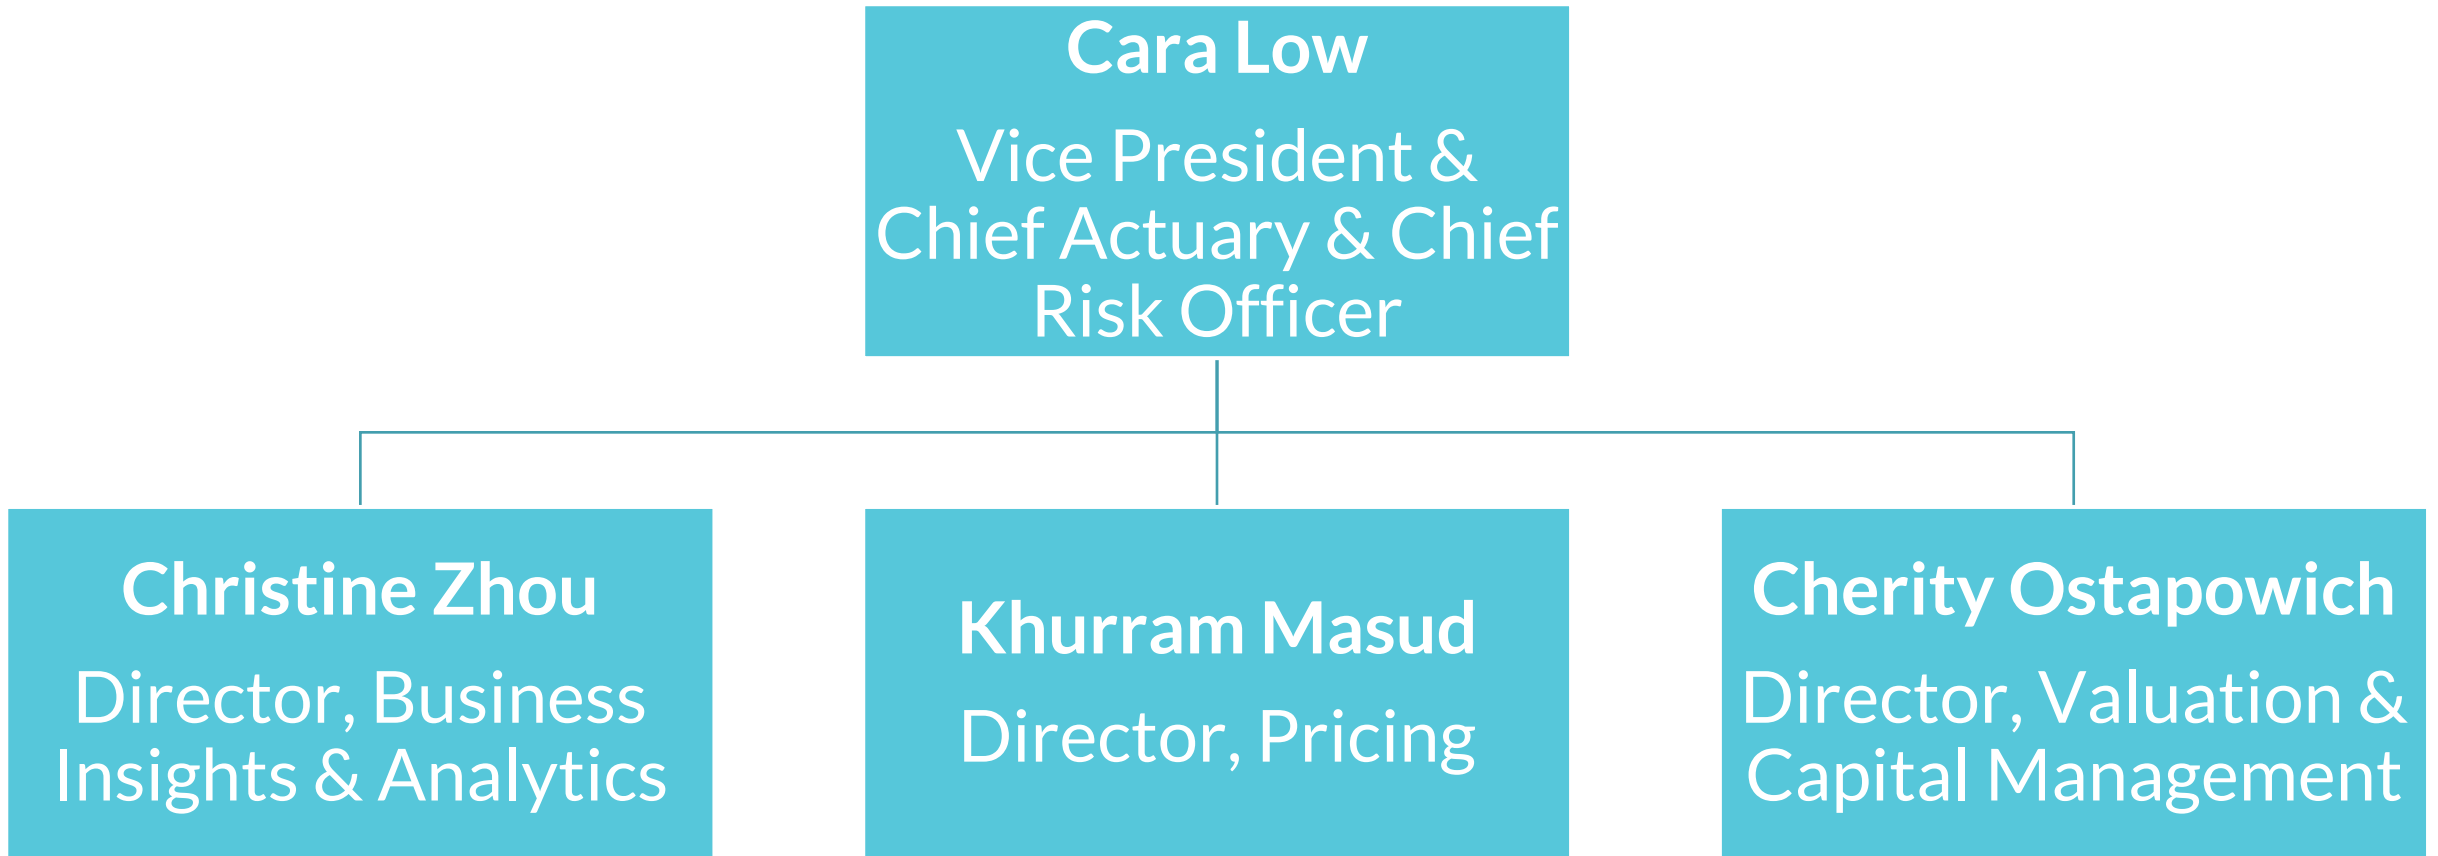 Cara Low
Vice President &
Chief Actuary & Chief
Risk Officer
Christine Zhou
Director, Business
Insights & Analytics
Khurram Masud
Director, Pricing
Cherity Ostapowich
Director, Valuation &
Capital Management